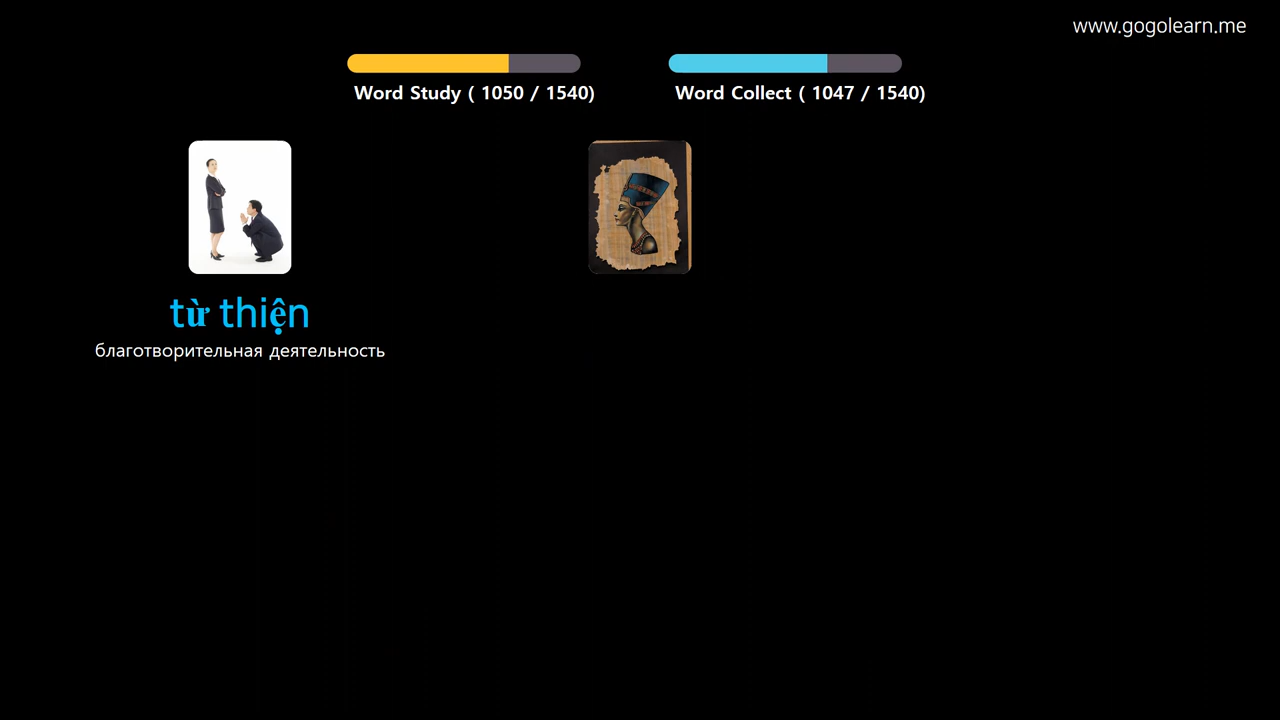 www.gogolearn.me
Word Study ( 1050 / 1540)
Word Collect ( 1047 / 1540)
từ thiện
благотворительная деятельность